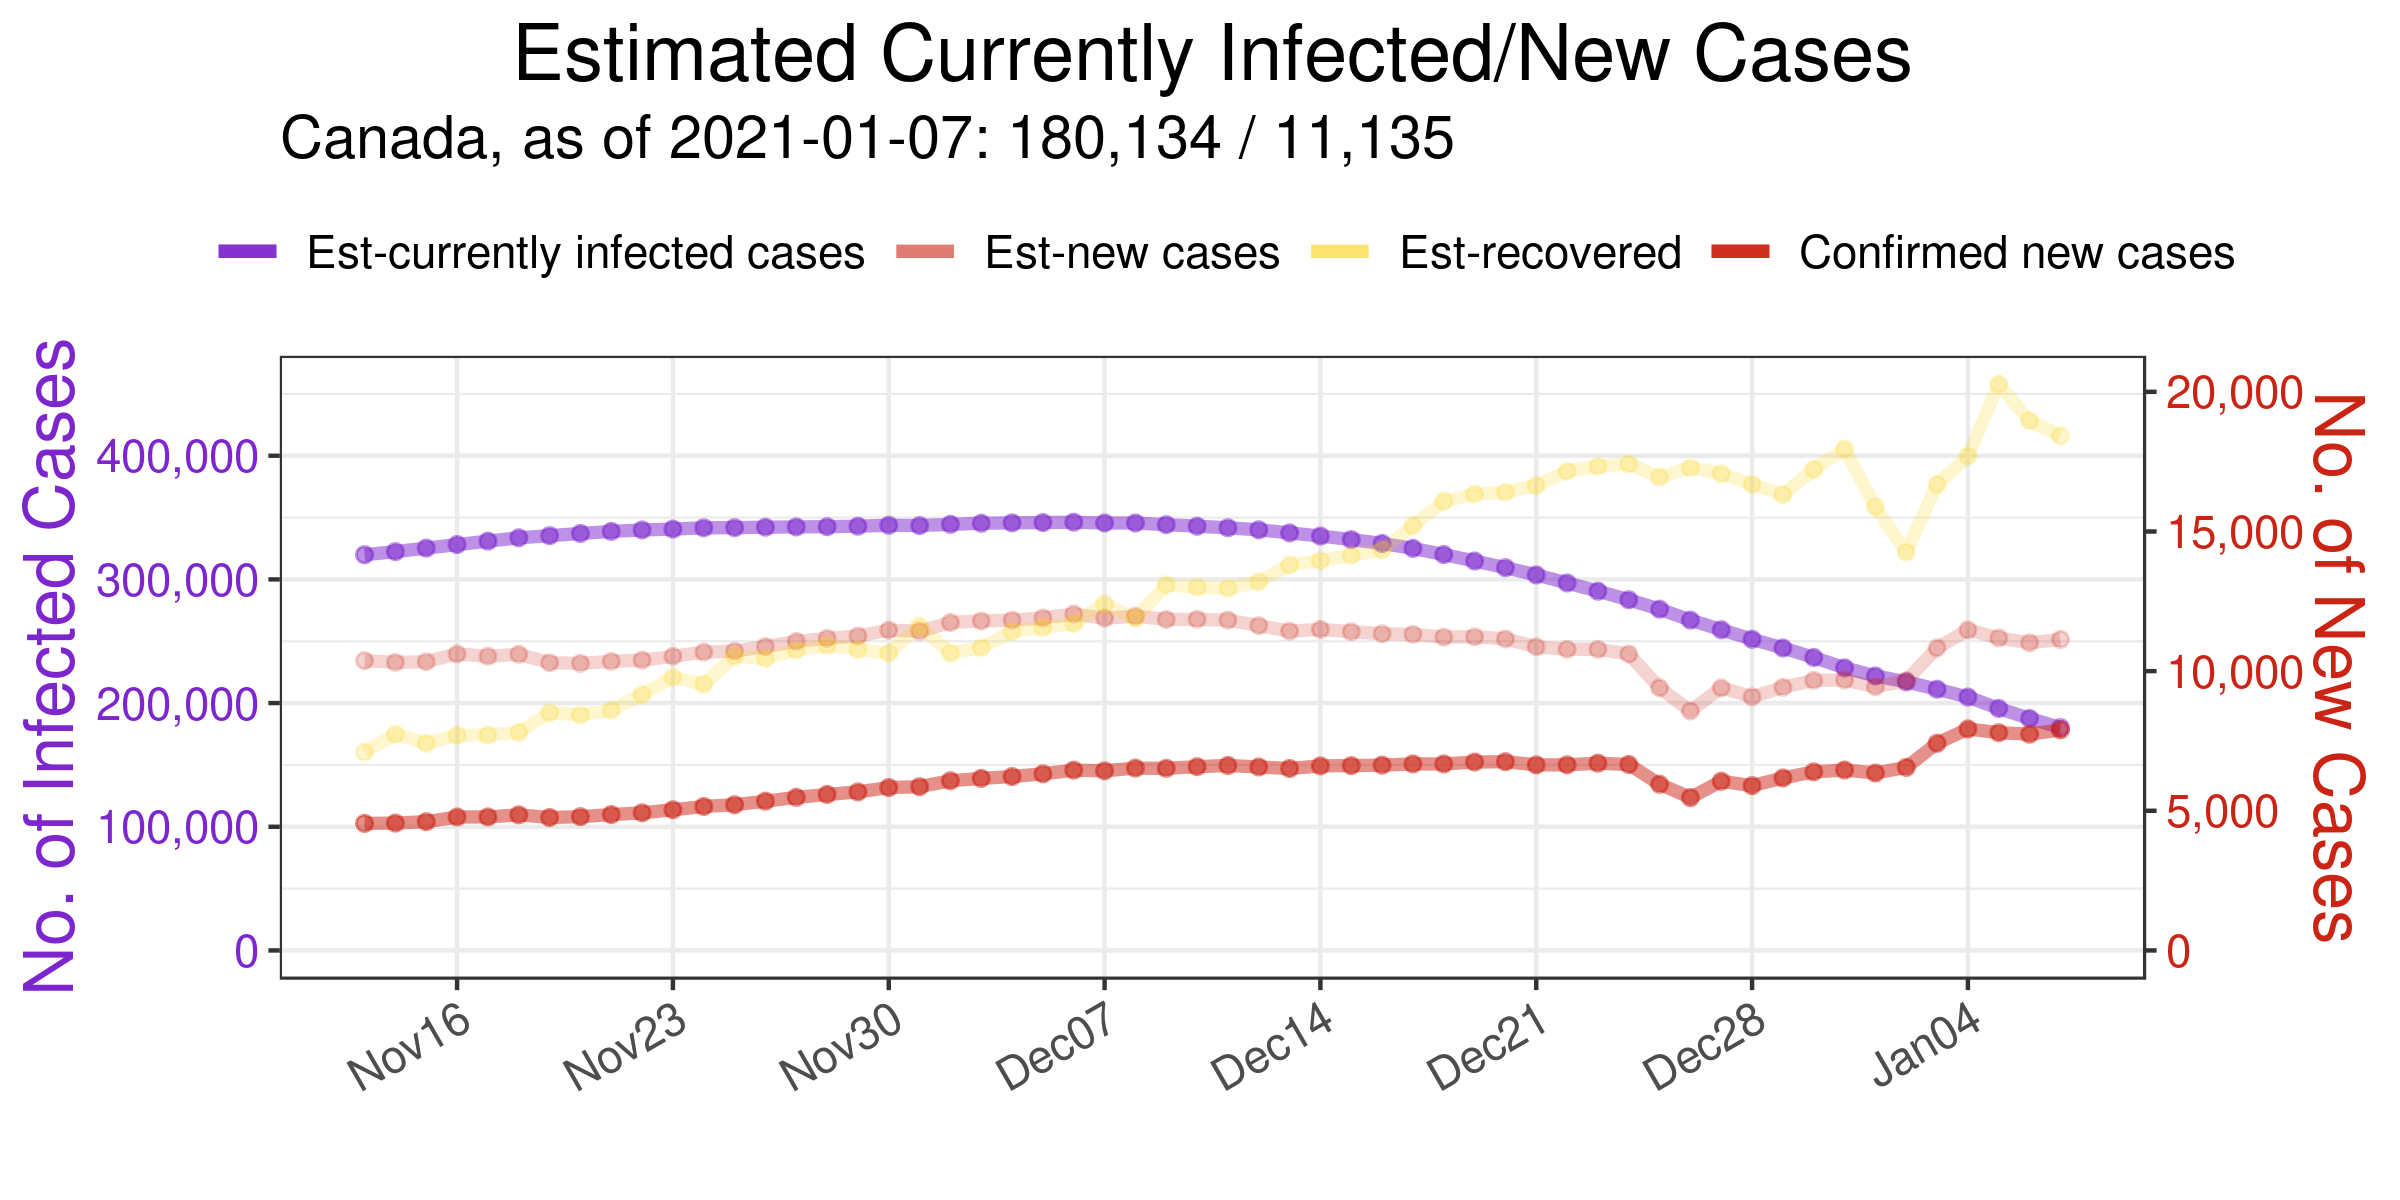 Estimated Currently Infected/New Cases
Canada, as of 2021-01-07: 180,134 / 11,135
Est-currently infected cases Est-new cases Est-recovered Confirmed new cases
No. of Infected Cases
400,000
300,000
200,000
100,000
0
20,000
15,000
10,000
5,000
0
No. of New Cases
Nov16 Nov23 Nov30 Dec07 Dec14 Dec21 Dec28 Jan04